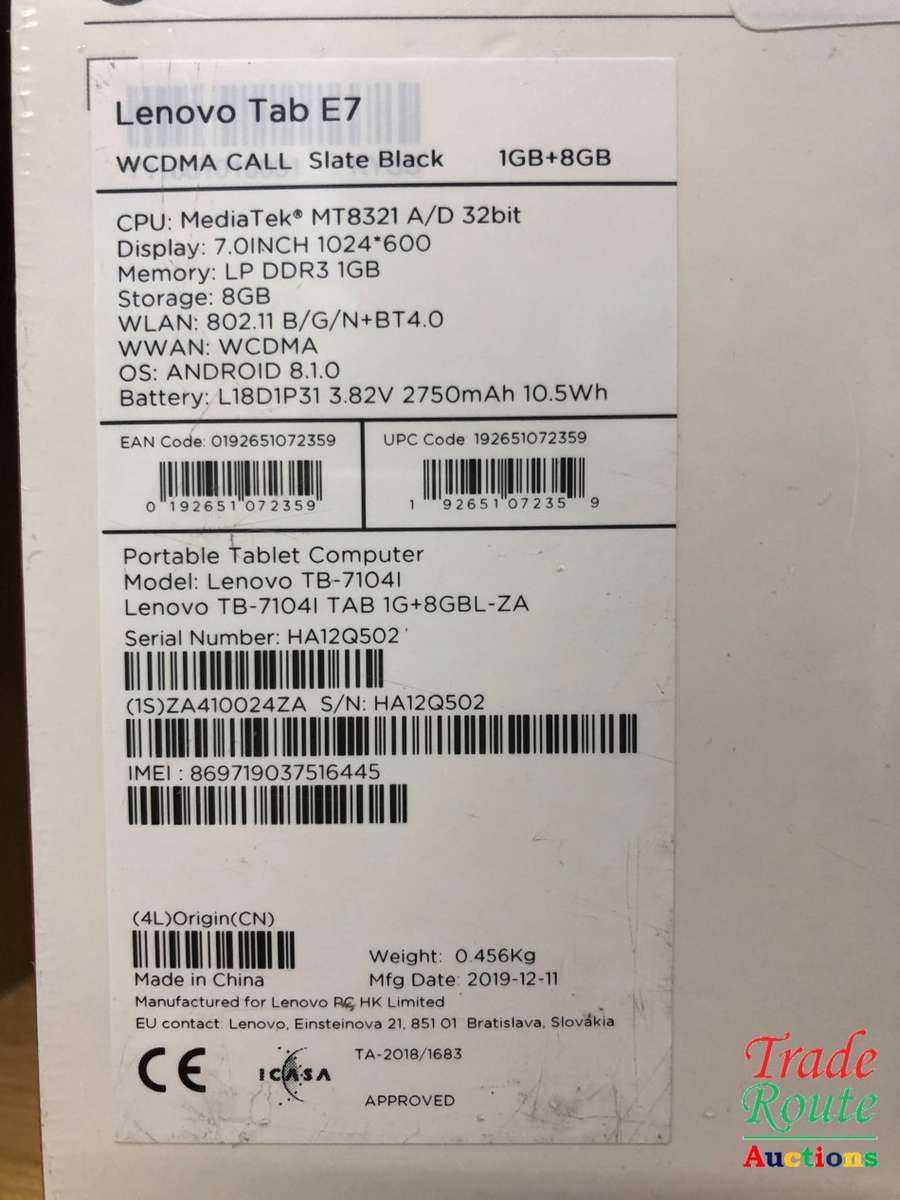 Lenovo Tab E7
WCDMA CALL Slate Black 1GB+8GB
CPU: MediaTek® MT8321 A/D 32bit
Display: 7.0INCH 1024*600
Memory: LP DDR3 1GB
Storage: 8GB
WLAN: 802.11 B/G/N+BT4.0
WWAN: WCDMA
OS: ANDROID 8.1.0
Battery: L18D1P31 3.82V 2750mAh 10.5Wh
EAN Code: 0192651072359
0 192651 072359
UPC Code 192651072359
1 92651 07235 9
Portable Tablet Computer
Model: Lenovo TB-7104I
Lenovo TB-7104I TAB 1G+8GBL-ZA
Serial Number: HA12Q502
(1S)ZA410024ZA S/N: HA12Q502
IMEI : 869719037516445
(4L)Origin(CN)
Made in China
Weight: 0.456Kg
Mfg Date: 2019-12-11
Manufactured for Lenovo PC HK Limited
EU contact: Lenovo, Einsteinova 21, 851 01 Bratislava, Slovákia
CE
ICASA
TA-2018/1683
APPROVED
Trade
Route
Auctions